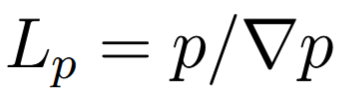 L_p = p/∇p